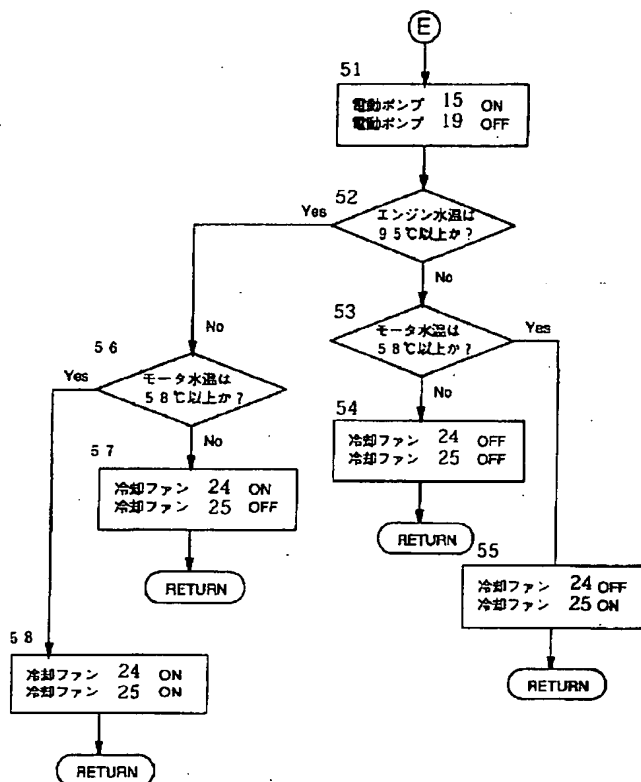 E
51
電動ポンプ 15 ON
電動ポンプ 19 OFF
52
Yes
エンジン水温は
95℃以上か?
No
53
モータ水温は
58℃以上か?
Yes
No
No
56
Yes
モータ水温は
58℃以上か?
No
54
冷却ファン 24 OFF
冷却ファン 25 OFF
RETURN
57
冷却ファン 24 ON
冷却ファン 25 OFF
RETURN
55
冷却ファン 24 OFF
冷却ファン 25 ON
RETURN
58
冷却ファン 24 ON
冷却ファン 25 ON
RETURN